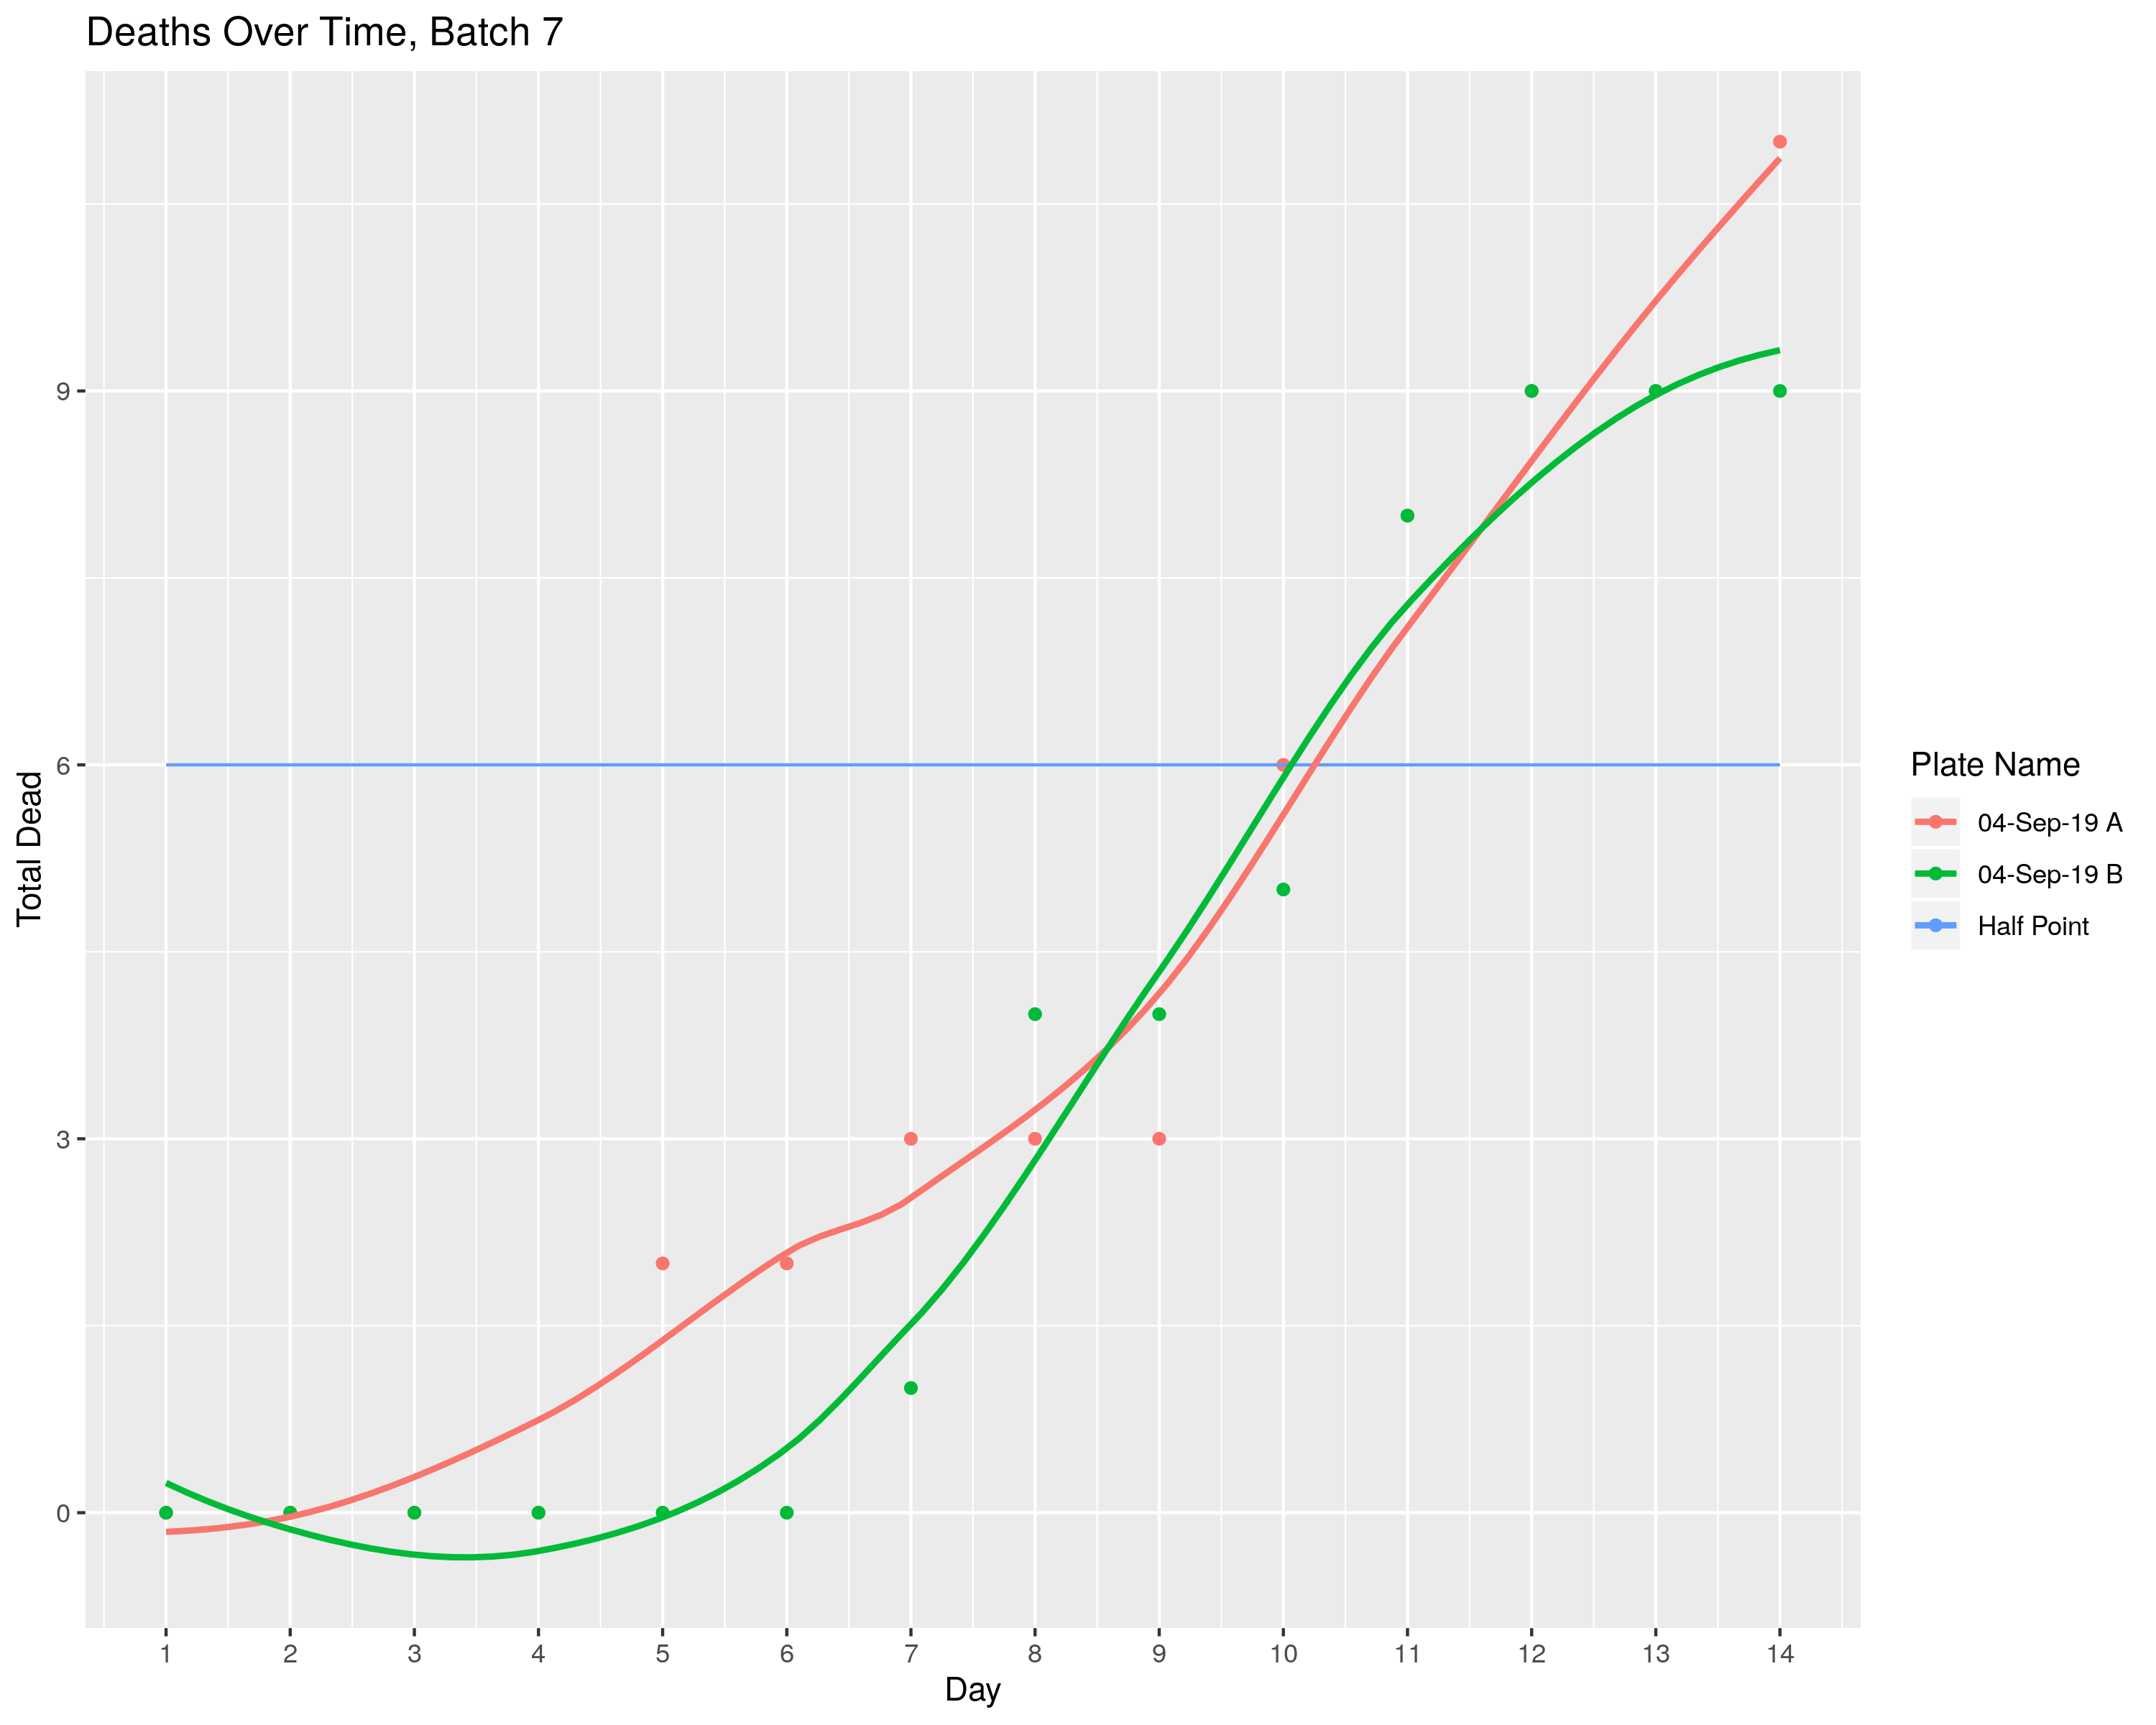 Deaths Over Time, Batch 7
Total Dead
9
6
3
0
1 2 3 4 5 6 7 8 9 10 11 12 13 14
Day
Plate Name
04-Sep-19 A
04-Sep-19 B
Half Point